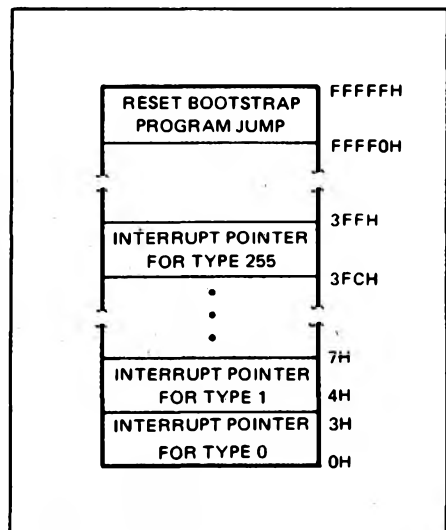 RESET BOOTSTRAP
PROGRAM JUMP
FFFFFH
FFFF0H
3FFH
INTERRUPT POINTER
FOR TYPE 255
3FCH
7H
INTERRUPT POINTER
FOR TYPE 1
4H
INTERRUPT POINTER
FOR TYPE 0
3H
0H